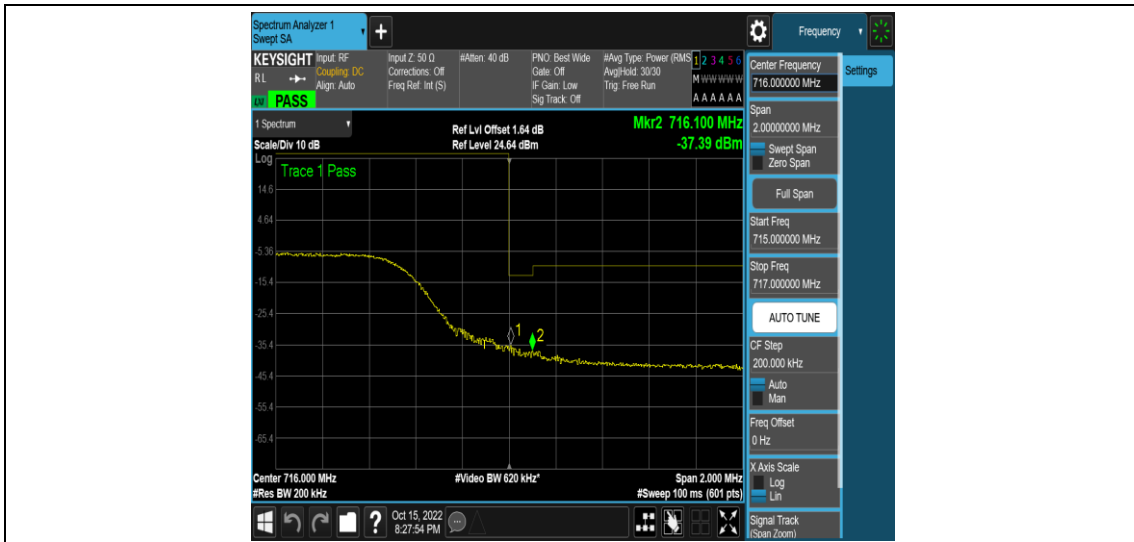 Spectrum Analyzer 1
Swept SA
+
Frequency
KEYSIGHT
RL
Input: RF
Coupling: DC
Align: Auto
Input Z: 50 Ω
Corrections: Off
Freq Ref: Int (S)
#Atten: 40 dB
PNO: Best Wide
Gate: Off
IF Gain: Low
Sig Track: Off
#Avg Type: Power (RMS
Avg|Hold: 30/30
Trig: Free Run
1 2 3 4 5 6
M W W W W W
A A A A A A
LXI
PASS
1 Spectrum
Scale/Div 10 dB
Ref Lvl Offset 1.64 dB
Ref Level 24.64 dBm
Mkr2 716.100 MHz
-37.39 dBm
Log
Trace 1 Pass
14.6
4.64
-5.36
-15.4
-25.4
-35.4
-45.4
-55.4
-65.4
1
2
Center 716.000 MHz
#Res BW 200 kHz
#Video BW 620 kHz*
Span 2.000 MHz
#Sweep 100 ms (601 pts)
?
Oct 15, 2022
8:27:54 PM
Center Frequency
716.000000 MHz
Settings
Span
2.00000000 MHz
Swept Span
Zero Span
Full Span
Start Freq
715.000000 MHz
Stop Freq
717.000000 MHz
AUTO TUNE
CF Step
200.000 kHz
Auto
Man
Freq Offset
0 Hz
X Axis Scale
Log
Lin
Signal Track
(Span Zoom)